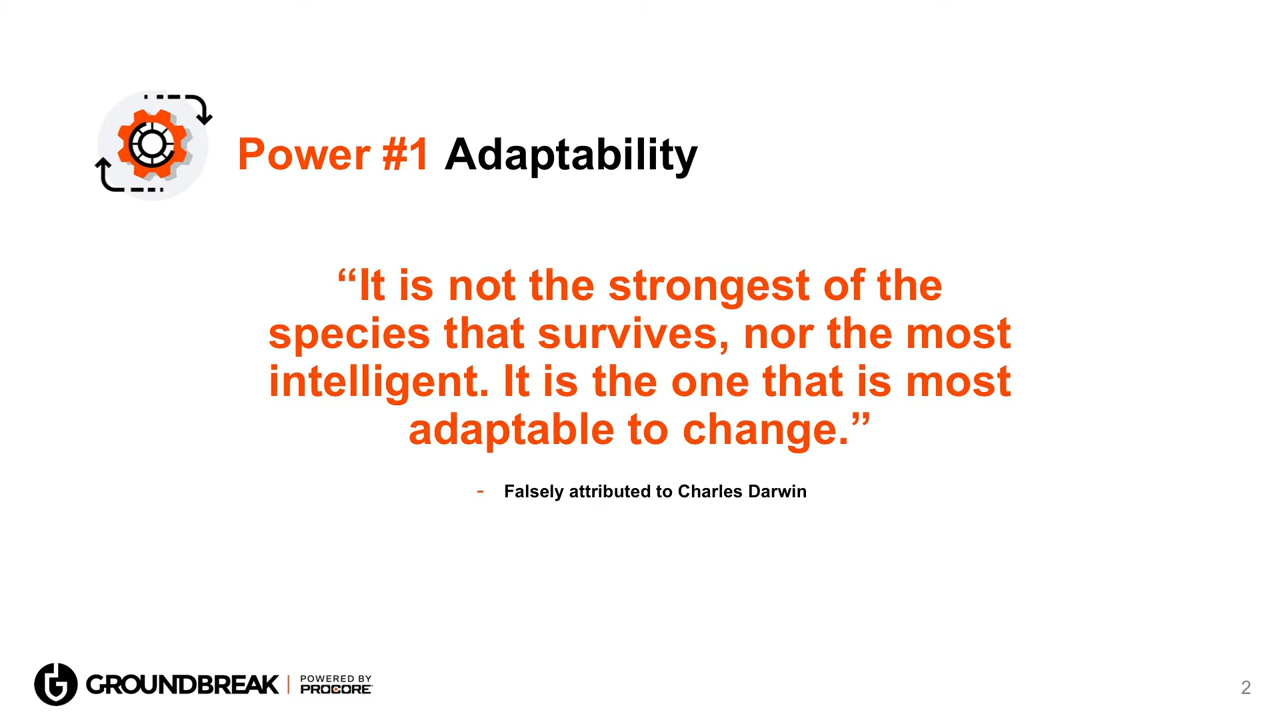 Power #1 Adaptability
“It is not the strongest of the
species that survives, nor the most
intelligent. It is the one that is most
adaptable to change.”
- Falsely attributed to Charles Darwin
GROUNDBREAK | POWERED BY
PROCORE
2